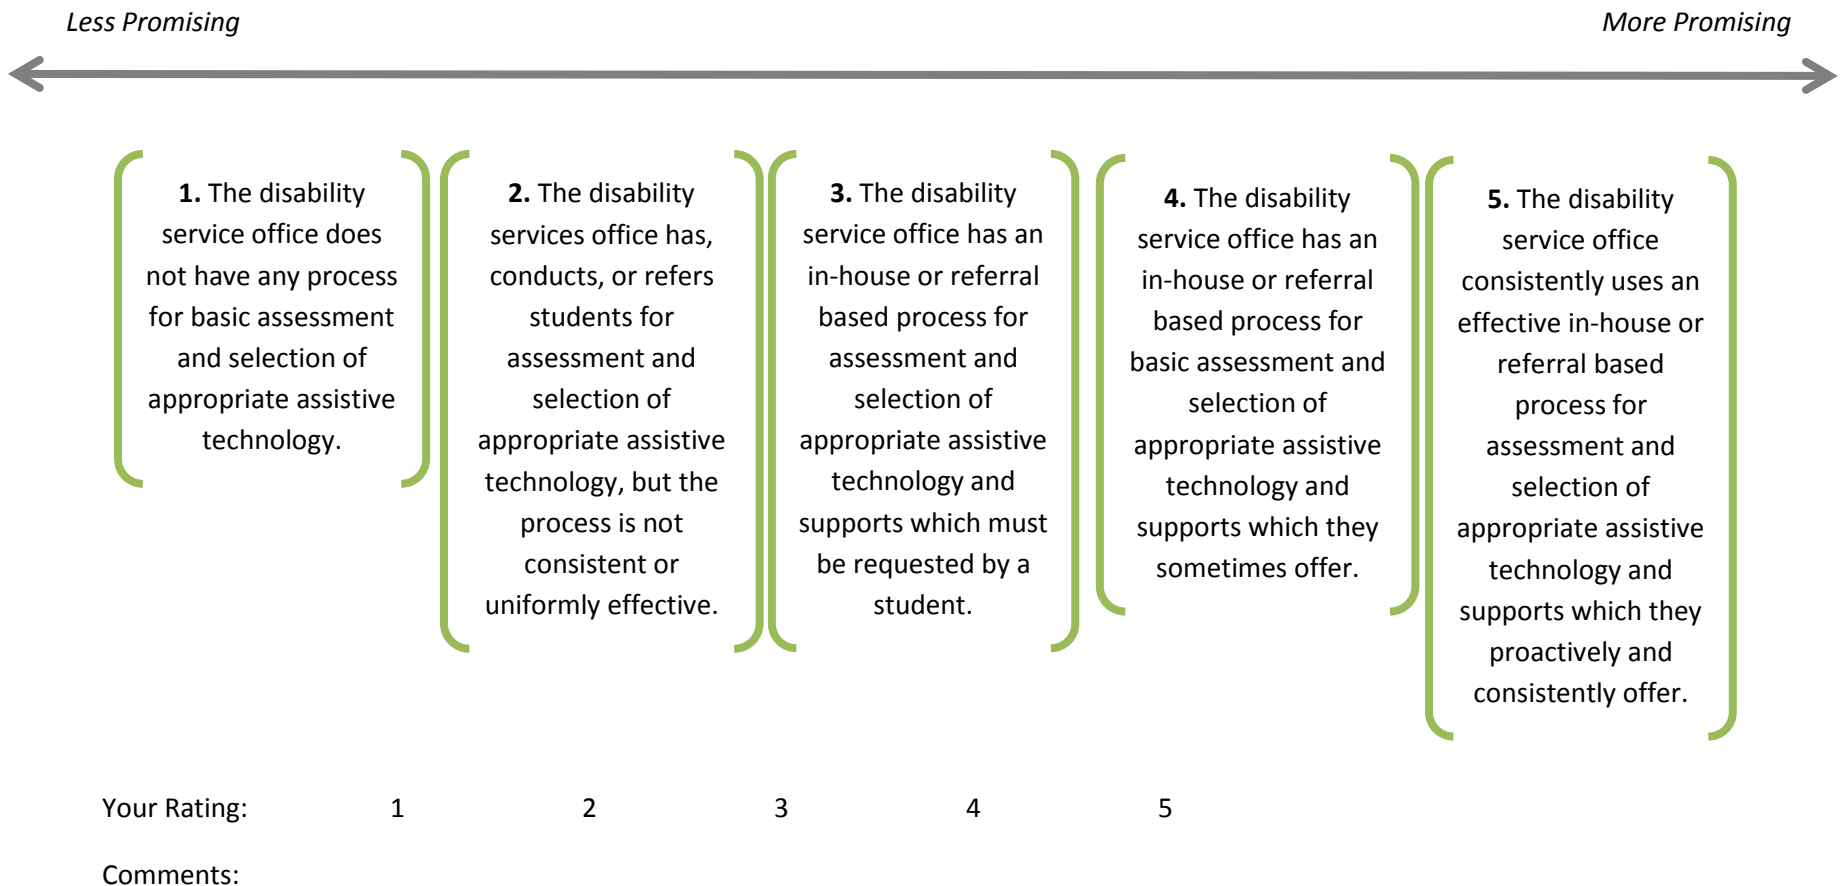 Less Promising
More Promising
1. The disability
service office does
not have any process
for basic assessment
and selection of
appropriate assistive
technology.
2. The disability
services office has,
conducts, or refers
students for
assessment and
selection of
appropriate assistive
technology, but the
process is not
consistent or
uniformly effective.
3. The disability
service office has an
in-house or referral
based process for
assessment and
selection of
appropriate assistive
technology and
supports which must
be requested by a
student.
4. The disability
service office has an
in-house or referral
based process for
basic assessment and
selection of
appropriate assistive
technology and
supports which they
sometimes offer.
5. The disability
service office
consistently uses an
effective in-house or
referral based
process for
assessment and
selection of
appropriate assistive
technology and
supports which they
proactively and
consistently offer.
Your Rating: 1 2 3 4 5
Comments: